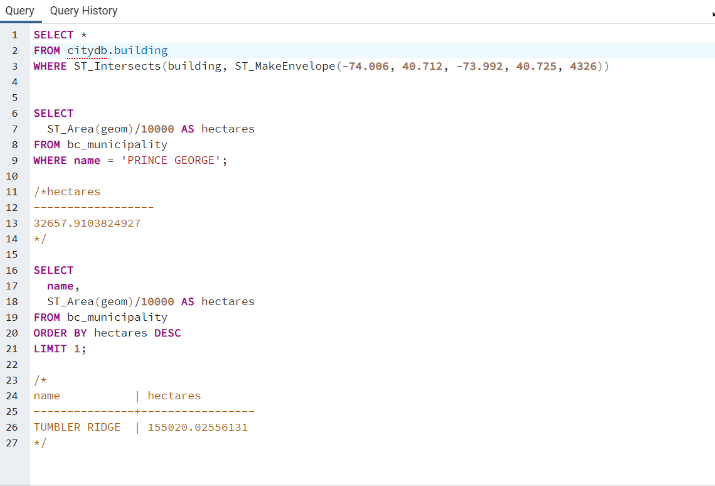 Query Query History
1 SELECT *
2 FROM citydb.building
3 WHERE ST_Intersects(building, ST_MakeEnvelope(-74.006, 40.712, -73.992, 40.725, 4326))
4
5
6 SELECT
7 ST_Area(geom)/10000 AS hectares
8 FROM bc_municipality
9 WHERE name = 'PRINCE GEORGE';
10
11 /*hectares
12 ------------------
13 32657.9103824927
14 */
15
16 SELECT
17 name,
18 ST_Area(geom)/10000 AS hectares
19 FROM bc_municipality
20 ORDER BY hectares DESC
21 LIMIT 1;
22
23 /*
24 name | hectares
25 ---------------+-----------------
26 TUMBLER RIDGE | 155020.02556131
27 */